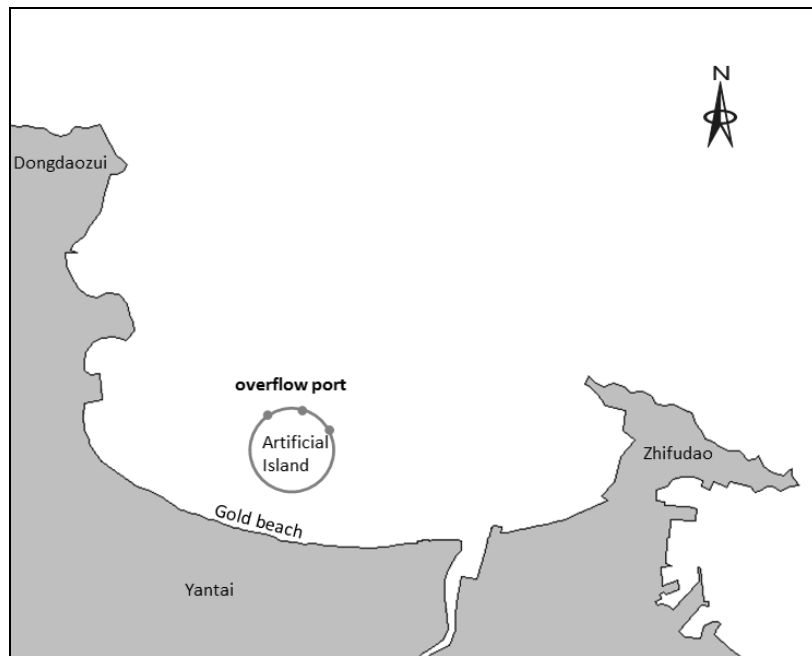 N
Dongdaozui
overflow port
Artificial
Island
Zhifudao
Gold beach
Yantai